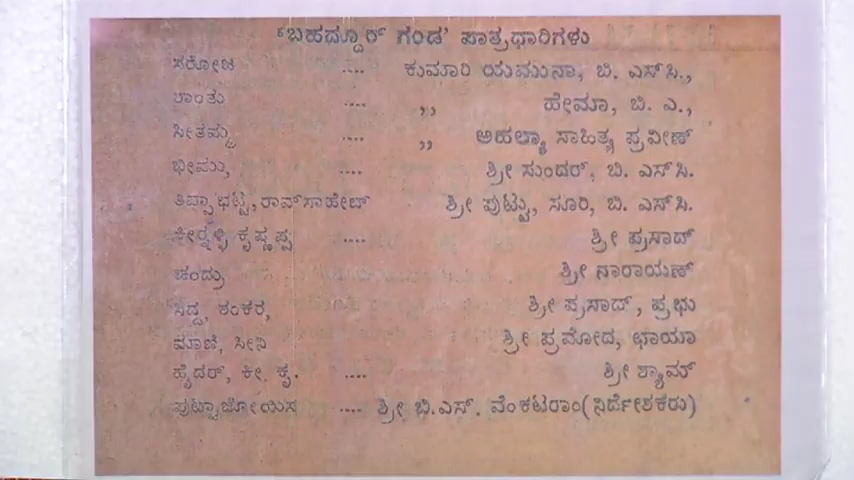 'ಬಹದ್ದೂರ್ ಗಂಡ' ಪಾತ್ರಧಾರಿಗಳು
ಸರೋಜ .... ಕುಮಾರಿ ಯಮುನಾ, ಬಿ. ಎಸ್‌ಸಿ.,
ಶಾಂತು .... ,, ಹೇಮಾ, ಬಿ. ಎ.,
ಸೀತಮ್ಮ .... ,, ಅಹಲ್ಯಾ ಸಾಹಿತ್ಯ ಪ್ರವೀಣ್
ಭೀಮು, .... ಶ್ರೀ ಸುಂದರ್, ಬಿ. ಎಸ್‌ಸಿ.
ತಿಪ್ಪಾಭಟ್ಟ, ರಾವ್‌ಸಾಹೇಬ್ ಶ್ರೀ ಪುಟ್ಟು, ಸೂರಿ, ಬಿ. ಎಸ್‌ಸಿ.
ಕೃಷ್ಣಪ್ಪ .... ಶ್ರೀ ಪ್ರಸಾದ್
ಚಂದ್ರು ಶ್ರೀ ನಾರಾಯಣ್
ಸಿದ್ದ, ಶಂಕರ, ಶ್ರೀ ಪ್ರಸಾದ್, ಪ್ರಭು
ಮಾಣಿ, ಸೀನಿ ಶ್ರೀ ಪ್ರಮೋದ, ಛಾಯಾ
ಹೈದರ್, ಕೀ. ಕೃ. .... ಶ್ರೀ ಶ್ಯಾಮ್
ಪುಟ್ಟಾಜೋಯಿಸ .... ಶ್ರೀ ಬಿ.ಎಸ್. ವೆಂಕಟರಾಂ(ನಿರ್ದೇಶಕರು)